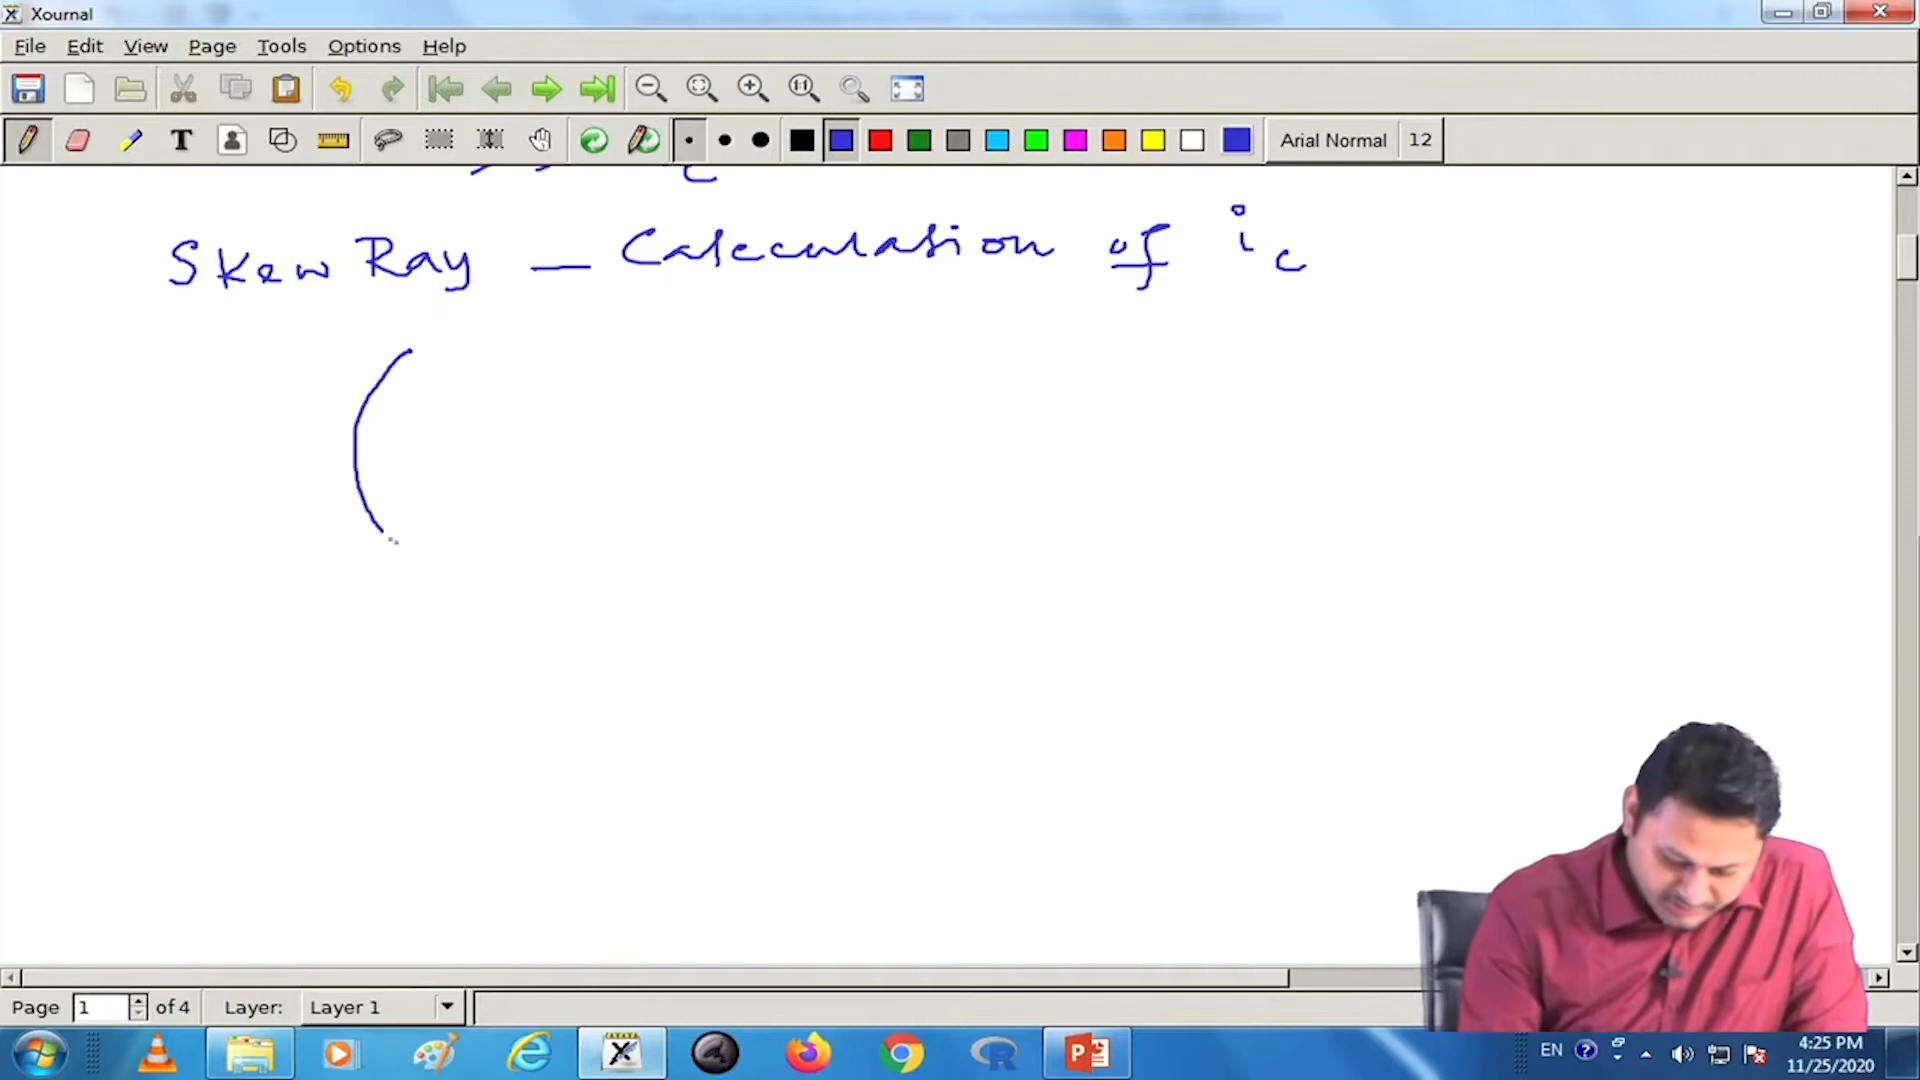 Xournal
File Edit View Page Tools Options Help
Arial Normal 12
Skew Ray — Calculation of i c
Page 1 of 4 Layer: Layer 1
EN 4:25 PM
11/25/2020